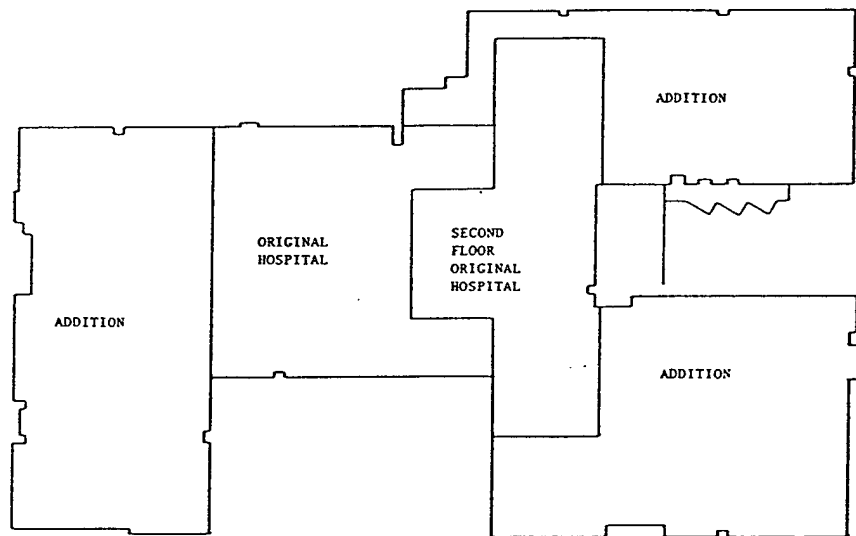 ADDITION
ORIGINAL
HOSPITAL
SECOND
FLOOR
ORIGINAL
HOSPITAL
ADDITION
ADDITION